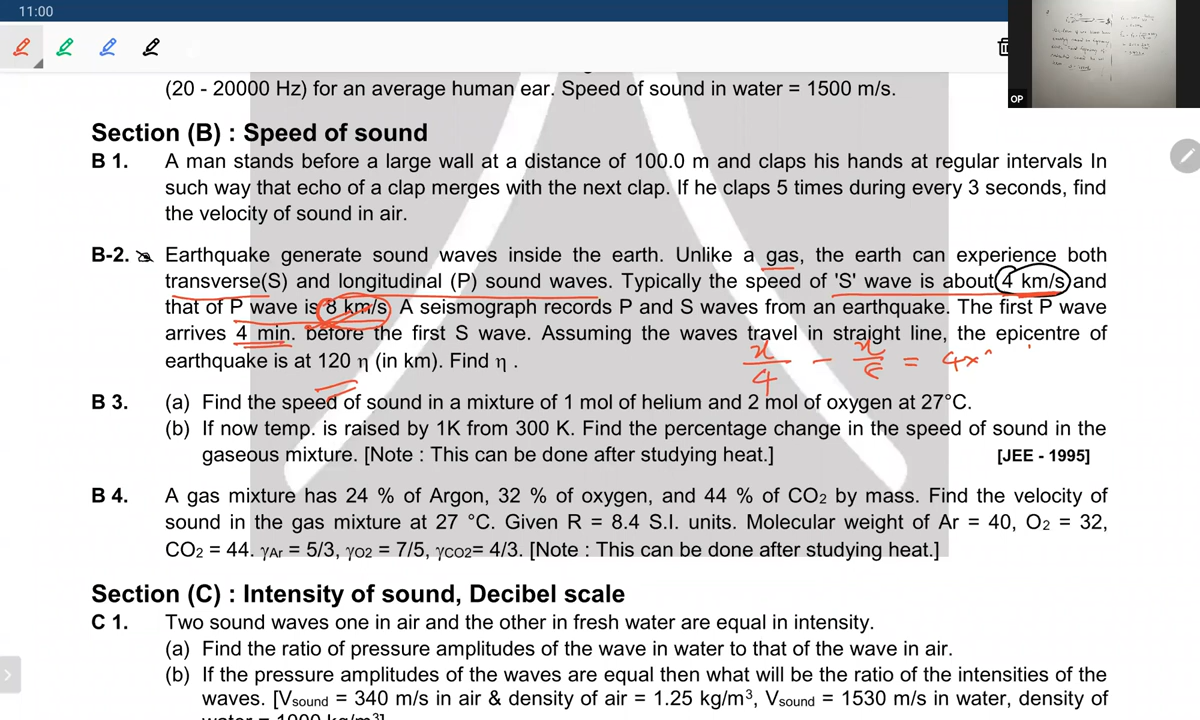 11:00
OP
(20 - 20000 Hz) for an average human ear. Speed of sound in water = 1500 m/s.
Section (B) : Speed of sound
B 1. A man stands before a large wall at a distance of 100.0 m and claps his hands at regular intervals In
such way that echo of a clap merges with the next clap. If he claps 5 times during every 3 seconds, find
the velocity of sound in air.
B-2. Earthquake generate sound waves inside the earth. Unlike a gas, the earth can experience both
transverse(S) and longitudinal (P) sound waves. Typically the speed of 'S' wave is about 4 km/s and
that of P wave is 8 km/s A seismograph records P and S waves from an earthquake. The first P wave
arrives 4 min. before the first S wave. Assuming the waves travel in straight line, the epicentre of
earthquake is at 120 η (in km). Find η .
x/4 - x/8 = 4x
B 3. (a) Find the speed of sound in a mixture of 1 mol of helium and 2 mol of oxygen at 27°C.
(b) If now temp. is raised by 1K from 300 K. Find the percentage change in the speed of sound in the
gaseous mixture. [Note : This can be done after studying heat.] [JEE - 1995]
B 4. A gas mixture has 24 % of Argon, 32 % of oxygen, and 44 % of CO2 by mass. Find the velocity of
sound in the gas mixture at 27 °C. Given R = 8.4 S.I. units. Molecular weight of Ar = 40, O2 = 32,
CO2 = 44. γAr = 5/3, γO2 = 7/5, γCO2= 4/3. [Note : This can be done after studying heat.]
Section (C) : Intensity of sound, Decibel scale
C 1. Two sound waves one in air and the other in fresh water are equal in intensity.
(a) Find the ratio of pressure amplitudes of the wave in water to that of the wave in air.
(b) If the pressure amplitudes of the waves are equal then what will be the ratio of the intensities of the
waves. [Vsound = 340 m/s in air & density of air = 1.25 kg/m³, Vsound = 1530 m/s in water, density of
water = 1000 kg/m³]